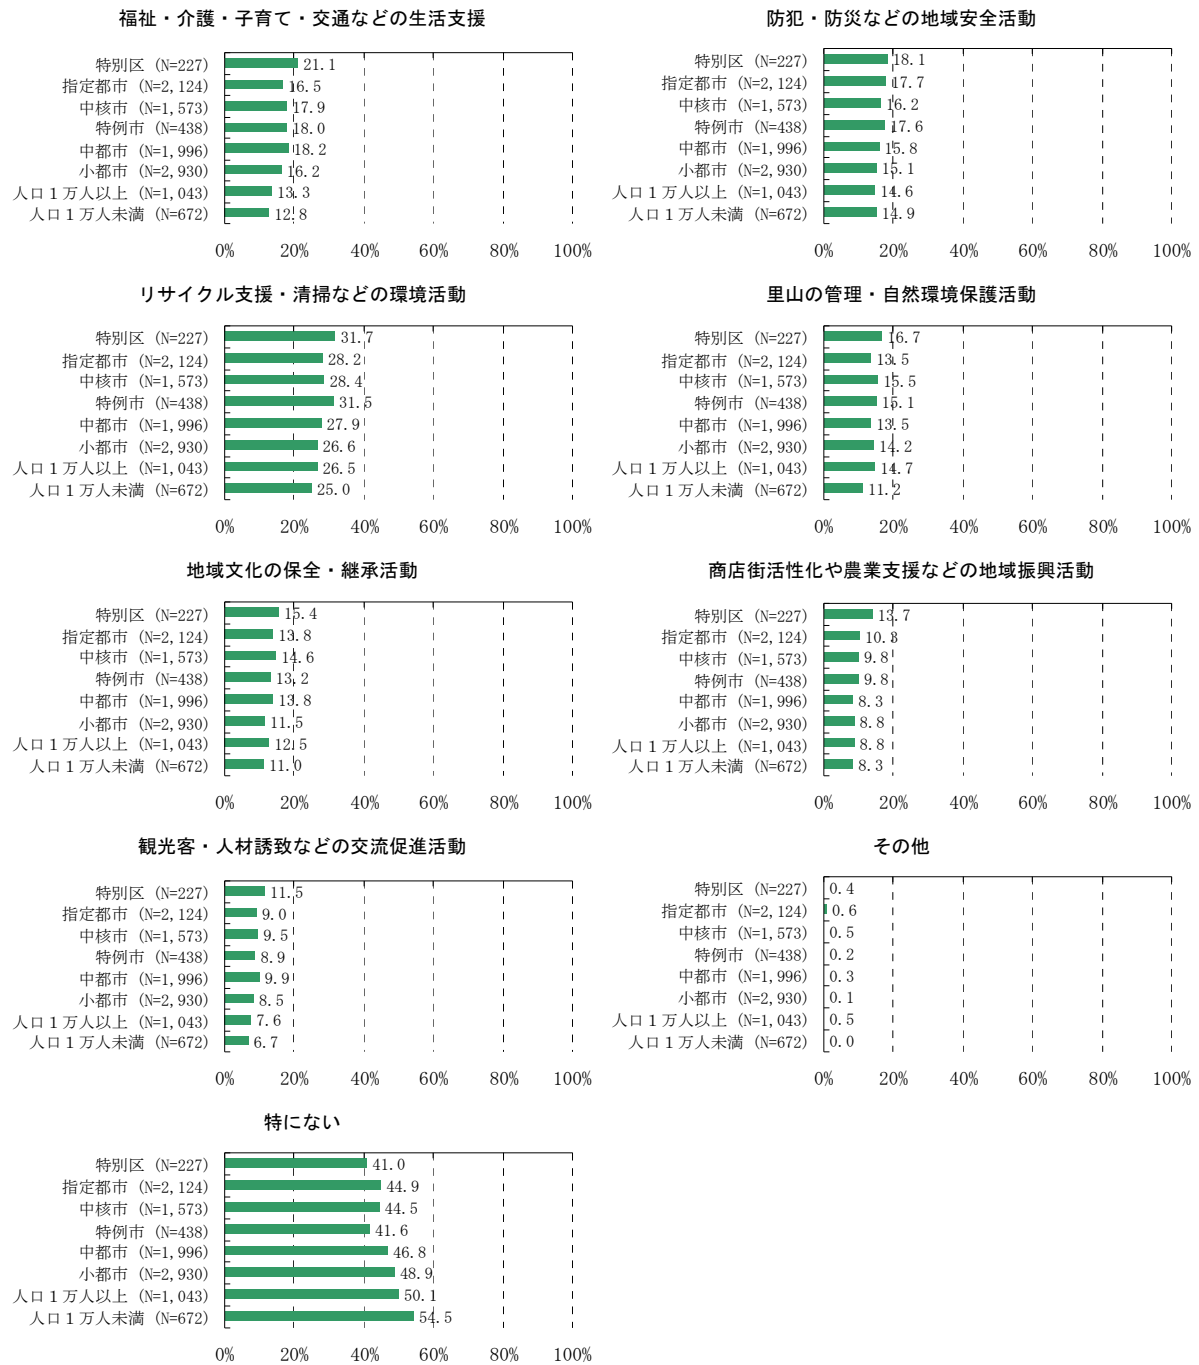 福祉・介護・子育て・交通などの生活支援
特別区 (N=227) 21.1
指定都市 (N=2,124) 16.5
中核市 (N=1,573) 17.9
特例市 (N=438) 18.0
中都市 (N=1,996) 18.2
小都市 (N=2,930) 16.2
人口１万人以上 (N=1,043) 13.3
人口１万人未満 (N=672) 12.8
0% 20% 40% 60% 80% 100%
防犯・防災などの地域安全活動
特別区 (N=227) 18.1
指定都市 (N=2,124) 17.7
中核市 (N=1,573) 16.2
特例市 (N=438) 17.6
中都市 (N=1,996) 15.8
小都市 (N=2,930) 15.1
人口１万人以上 (N=1,043) 14.6
人口１万人未満 (N=672) 14.9
0% 20% 40% 60% 80% 100%
リサイクル支援・清掃などの環境活動
特別区 (N=227) 31.7
指定都市 (N=2,124) 28.2
中核市 (N=1,573) 28.4
特例市 (N=438) 31.5
中都市 (N=1,996) 27.9
小都市 (N=2,930) 26.6
人口１万人以上 (N=1,043) 26.5
人口１万人未満 (N=672) 25.0
0% 20% 40% 60% 80% 100%
里山の管理・自然環境保護活動
特別区 (N=227) 16.7
指定都市 (N=2,124) 13.5
中核市 (N=1,573) 15.5
特例市 (N=438) 15.1
中都市 (N=1,996) 13.5
小都市 (N=2,930) 14.2
人口１万人以上 (N=1,043) 14.7
人口１万人未満 (N=672) 11.2
0% 20% 40% 60% 80% 100%
地域文化の保全・継承活動
特別区 (N=227) 15.4
指定都市 (N=2,124) 13.8
中核市 (N=1,573) 14.6
特例市 (N=438) 13.2
中都市 (N=1,996) 13.8
小都市 (N=2,930) 11.5
人口１万人以上 (N=1,043) 12.5
人口１万人未満 (N=672) 11.0
0% 20% 40% 60% 80% 100%
商店街活性化や農業支援などの地域振興活動
特別区 (N=227) 13.7
指定都市 (N=2,124) 10.3
中核市 (N=1,573) 9.8
特例市 (N=438) 9.8
中都市 (N=1,996) 8.3
小都市 (N=2,930) 8.8
人口１万人以上 (N=1,043) 8.8
人口１万人未満 (N=672) 8.3
0% 20% 40% 60% 80% 100%
観光客・人材誘致などの交流促進活動
特別区 (N=227) 11.5
指定都市 (N=2,124) 9.0
中核市 (N=1,573) 9.5
特例市 (N=438) 8.9
中都市 (N=1,996) 9.9
小都市 (N=2,930) 8.5
人口１万人以上 (N=1,043) 7.6
人口１万人未満 (N=672) 6.7
0% 20% 40% 60% 80% 100%
その他
特別区 (N=227) 0.4
指定都市 (N=2,124) 0.6
中核市 (N=1,573) 0.5
特例市 (N=438) 0.2
中都市 (N=1,996) 0.3
小都市 (N=2,930) 0.1
人口１万人以上 (N=1,043) 0.5
人口１万人未満 (N=672) 0.0
0% 20% 40% 60% 80% 100%
特にない
特別区 (N=227) 41.0
指定都市 (N=2,124) 44.9
中核市 (N=1,573) 44.5
特例市 (N=438) 41.6
中都市 (N=1,996) 46.8
小都市 (N=2,930) 48.9
人口１万人以上 (N=1,043) 50.1
人口１万人未満 (N=672) 54.5
0% 20% 40% 60% 80% 100%